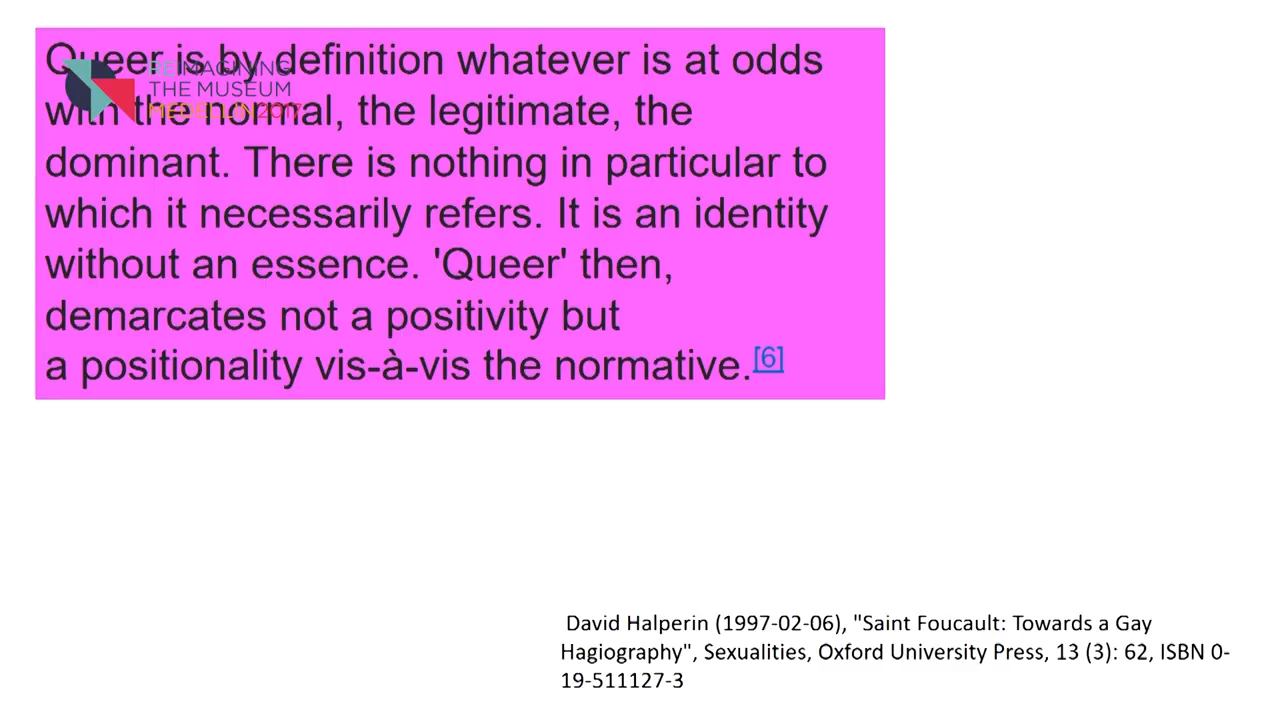 Queer is by definition whatever is at odds
with the normal, the legitimate, the
dominant. There is nothing in particular to
which it necessarily refers. It is an identity
without an essence. 'Queer' then,
demarcates not a positivity but
a positionality vis-à-vis the normative.[6]
REIMAGINING
THE MUSEUM
MEDELLÍN2017
David Halperin (1997-02-06), "Saint Foucault: Towards a Gay
Hagiography", Sexualities, Oxford University Press, 13 (3): 62, ISBN 0-
19-511127-3